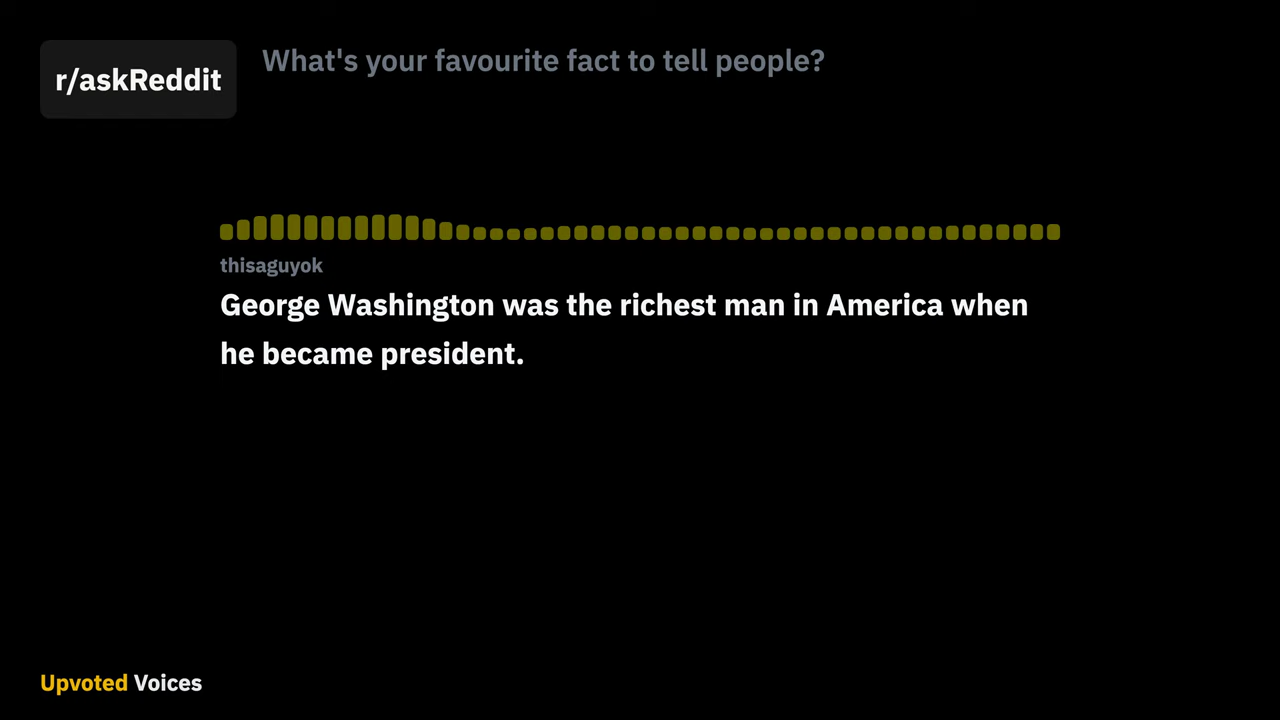 r/askReddit
What's your favourite fact to tell people?
thisaguyok
George Washington was the richest man in America when
he became president.
Upvoted Voices